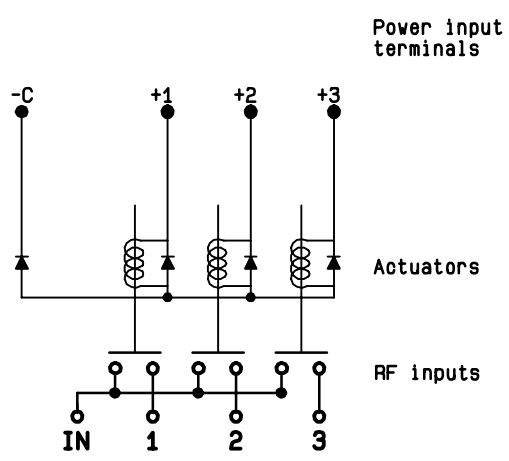 Power input
terminals
-C +1 +2 +3
Actuators
RF inputs
IN 1 2 3